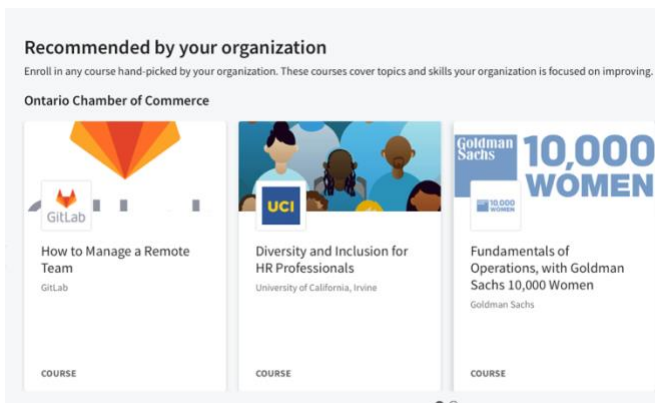 Recommended by your organization
Enroll in any course hand-picked by your organization. These courses cover topics and skills your organization is focused on improving.
Ontario Chamber of Commerce
GitLab
How to Manage a Remote
Team
GitLab
COURSE
UCI
Diversity and Inclusion for
HR Professionals
University of California, Irvine
COURSE
Goldman
Sachs
10,000
WOMEN
10,000
WOMEN
Fundamentals of
Operations, with Goldman
Sachs 10,000 Women
Goldman Sachs
COURSE